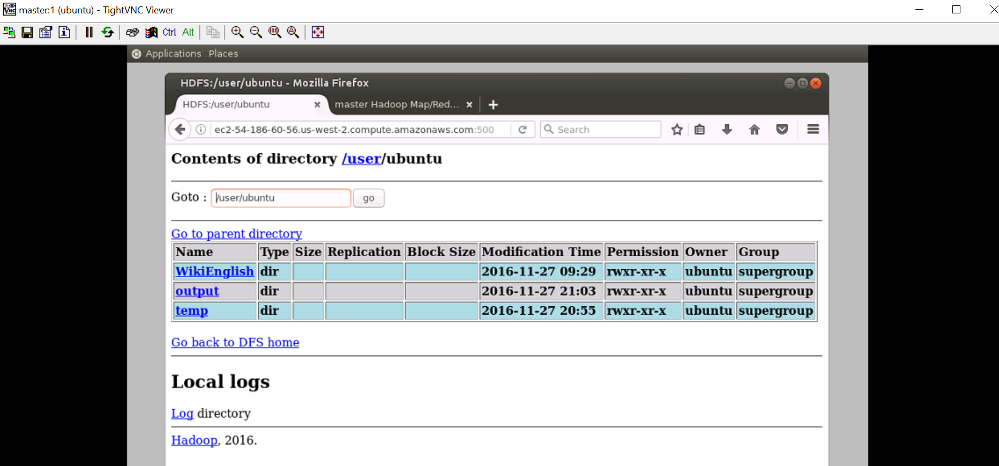 master:1 (ubuntu) - TightVNC Viewer
Ctrl Alt
Applications Places
HDFS:/user/ubuntu - Mozilla Firefox
HDFS:/user/ubuntu master Hadoop Map/Red...
ec2-54-186-60-56.us-west-2.compute.amazonaws.com:500 Search
Contents of directory /user/ubuntu
Goto : /user/ubuntu go
Go to parent directory
Name Type Size Replication Block Size Modification Time Permission Owner Group
WikiEnglish dir 2016-11-27 09:29 rwxr-xr-x ubuntu supergroup
output dir 2016-11-27 21:03 rwxr-xr-x ubuntu supergroup
temp dir 2016-11-27 20:55 rwxr-xr-x ubuntu supergroup
Go back to DFS home
Local logs
Log directory
Hadoop, 2016.